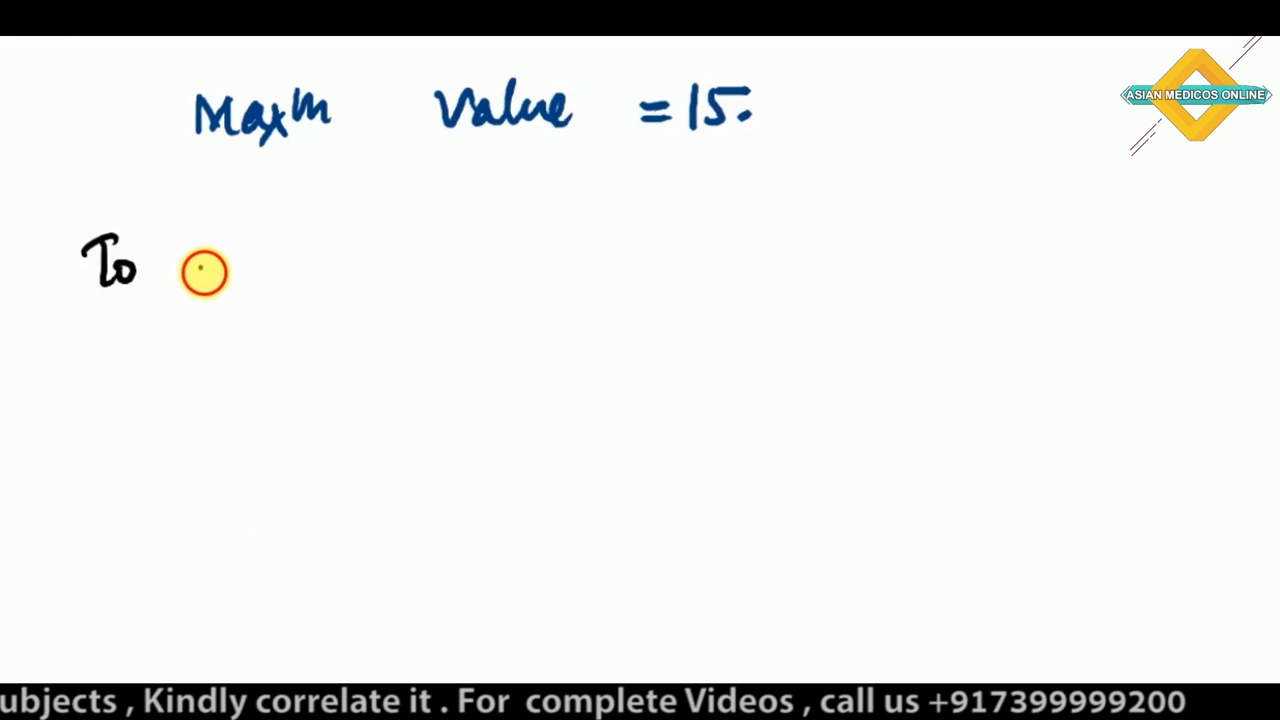 Maxm Value = 15.
ASIAN MEDICOS ONLINE
To
ubjects , Kindly correlate it . For complete Videos , call us +917399999200